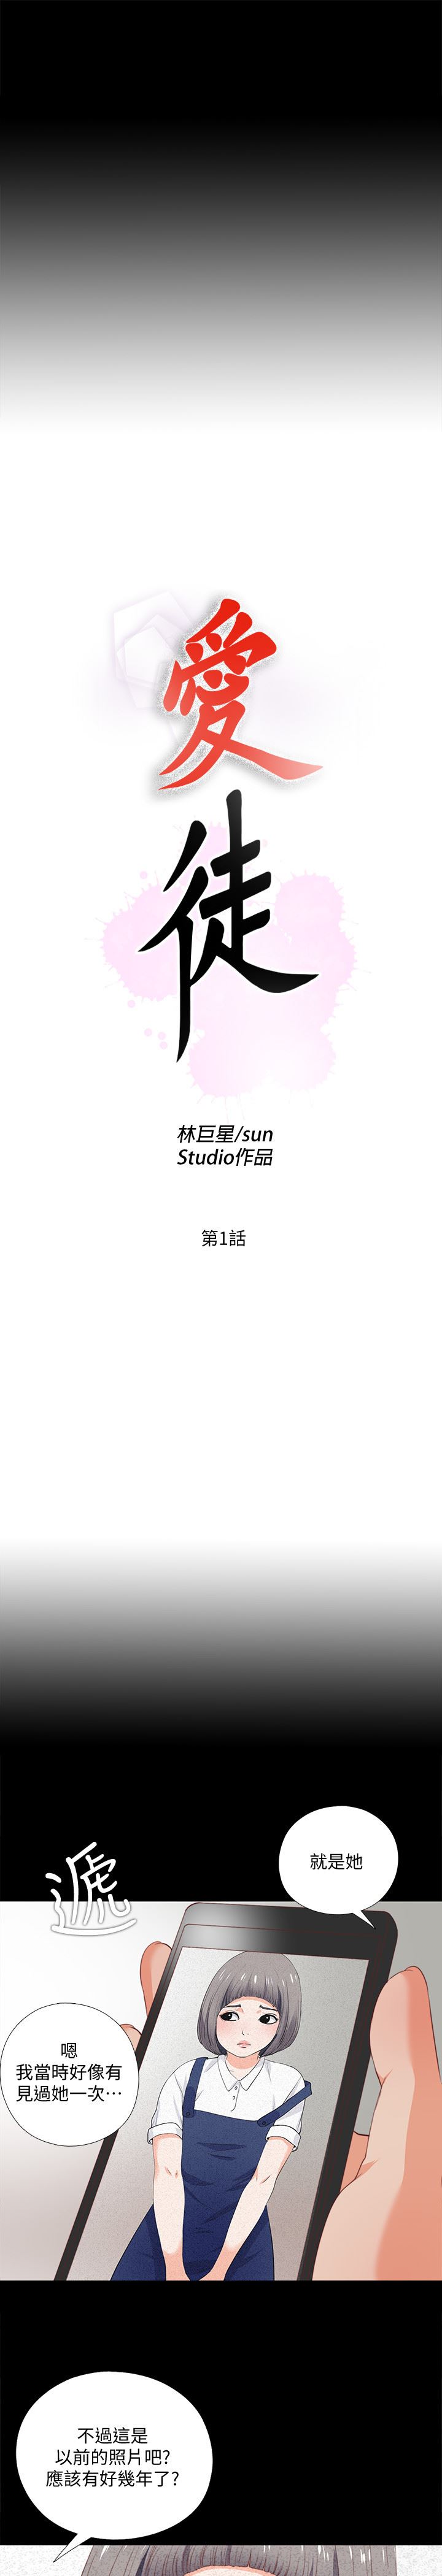 愛
徒
林巨星/sun
Studio作品
第1話
就是她
遞
嗯
我當時好像有
見過她一次…
不過這是
以前的照片吧?
應該有好幾年了?